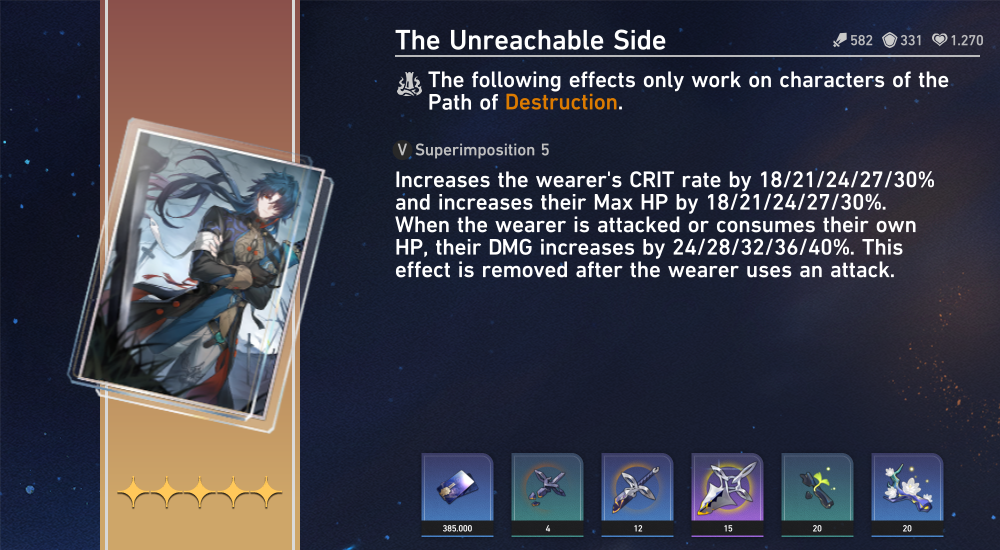 The Unreachable Side
582 331 1.270
The following effects only work on characters of the
Path of Destruction.
V Superimposition 5
Increases the wearer's CRIT rate by 18/21/24/27/30%
and increases their Max HP by 18/21/24/27/30%.
When the wearer is attacked or consumes their own
HP, their DMG increases by 24/28/32/36/40%. This
effect is removed after the wearer uses an attack.
385.000 4 12 15 20 20